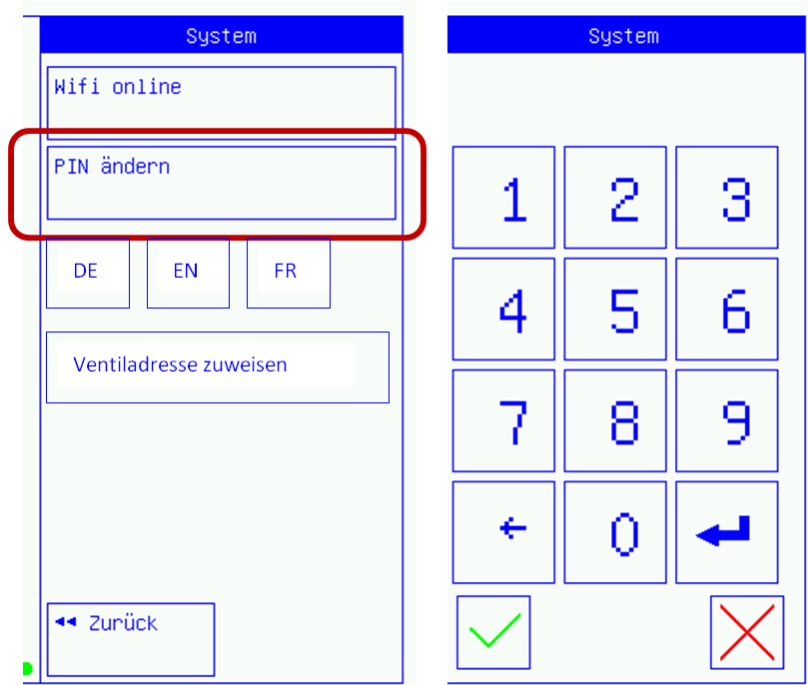 System
Wifi online
PIN ändern
DE EN FR
Ventiladresse zuweisen
◄◄ Zurück
System
1 2 3
4 5 6
7 8 9
← 0 ↵